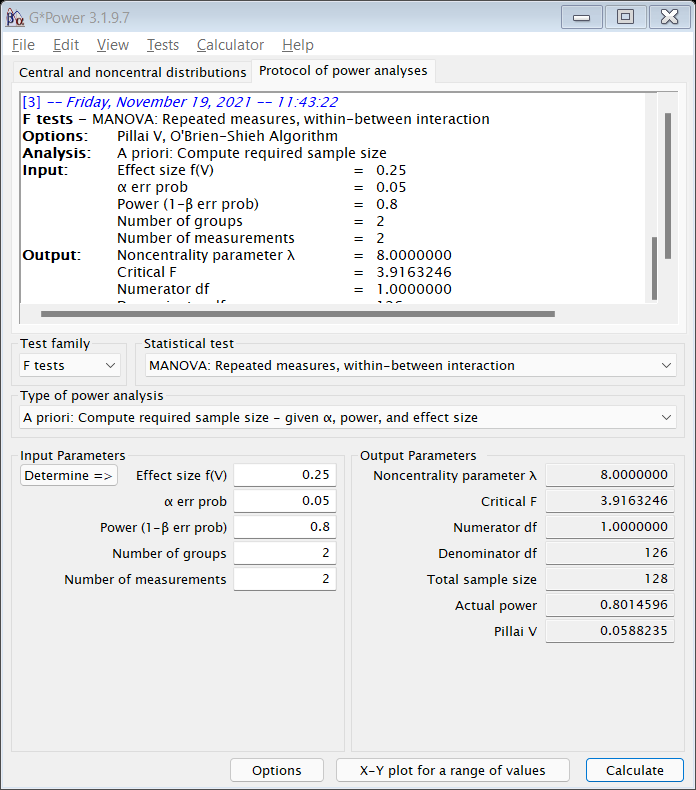 G*Power 3.1.9.7
File Edit View Tests Calculator Help
Central and noncentral distributions Protocol of power analyses
[3] -- Friday, November 19, 2021 -- 11:43:22
F tests – MANOVA: Repeated measures, within-between interaction
Options: Pillai V, O'Brien-Shieh Algorithm
Analysis: A priori: Compute required sample size
Input: Effect size f(V) = 0.25
α err prob = 0.05
Power (1-β err prob) = 0.8
Number of groups = 2
Number of measurements = 2
Output: Noncentrality parameter λ = 8.0000000
Critical F = 3.9163246
Numerator df = 1.0000000
Denominator df = 126
Test family Statistical test
F tests MANOVA: Repeated measures, within-between interaction
Type of power analysis
A priori: Compute required sample size – given α, power, and effect size
Input Parameters Output Parameters
Determine => Effect size f(V) 0.25 Noncentrality parameter λ 8.0000000
α err prob 0.05 Critical F 3.9163246
Power (1-β err prob) 0.8 Numerator df 1.0000000
Number of groups 2 Denominator df 126
Number of measurements 2 Total sample size 128
Actual power 0.8014596
Pillai V 0.0588235
Options X-Y plot for a range of values Calculate